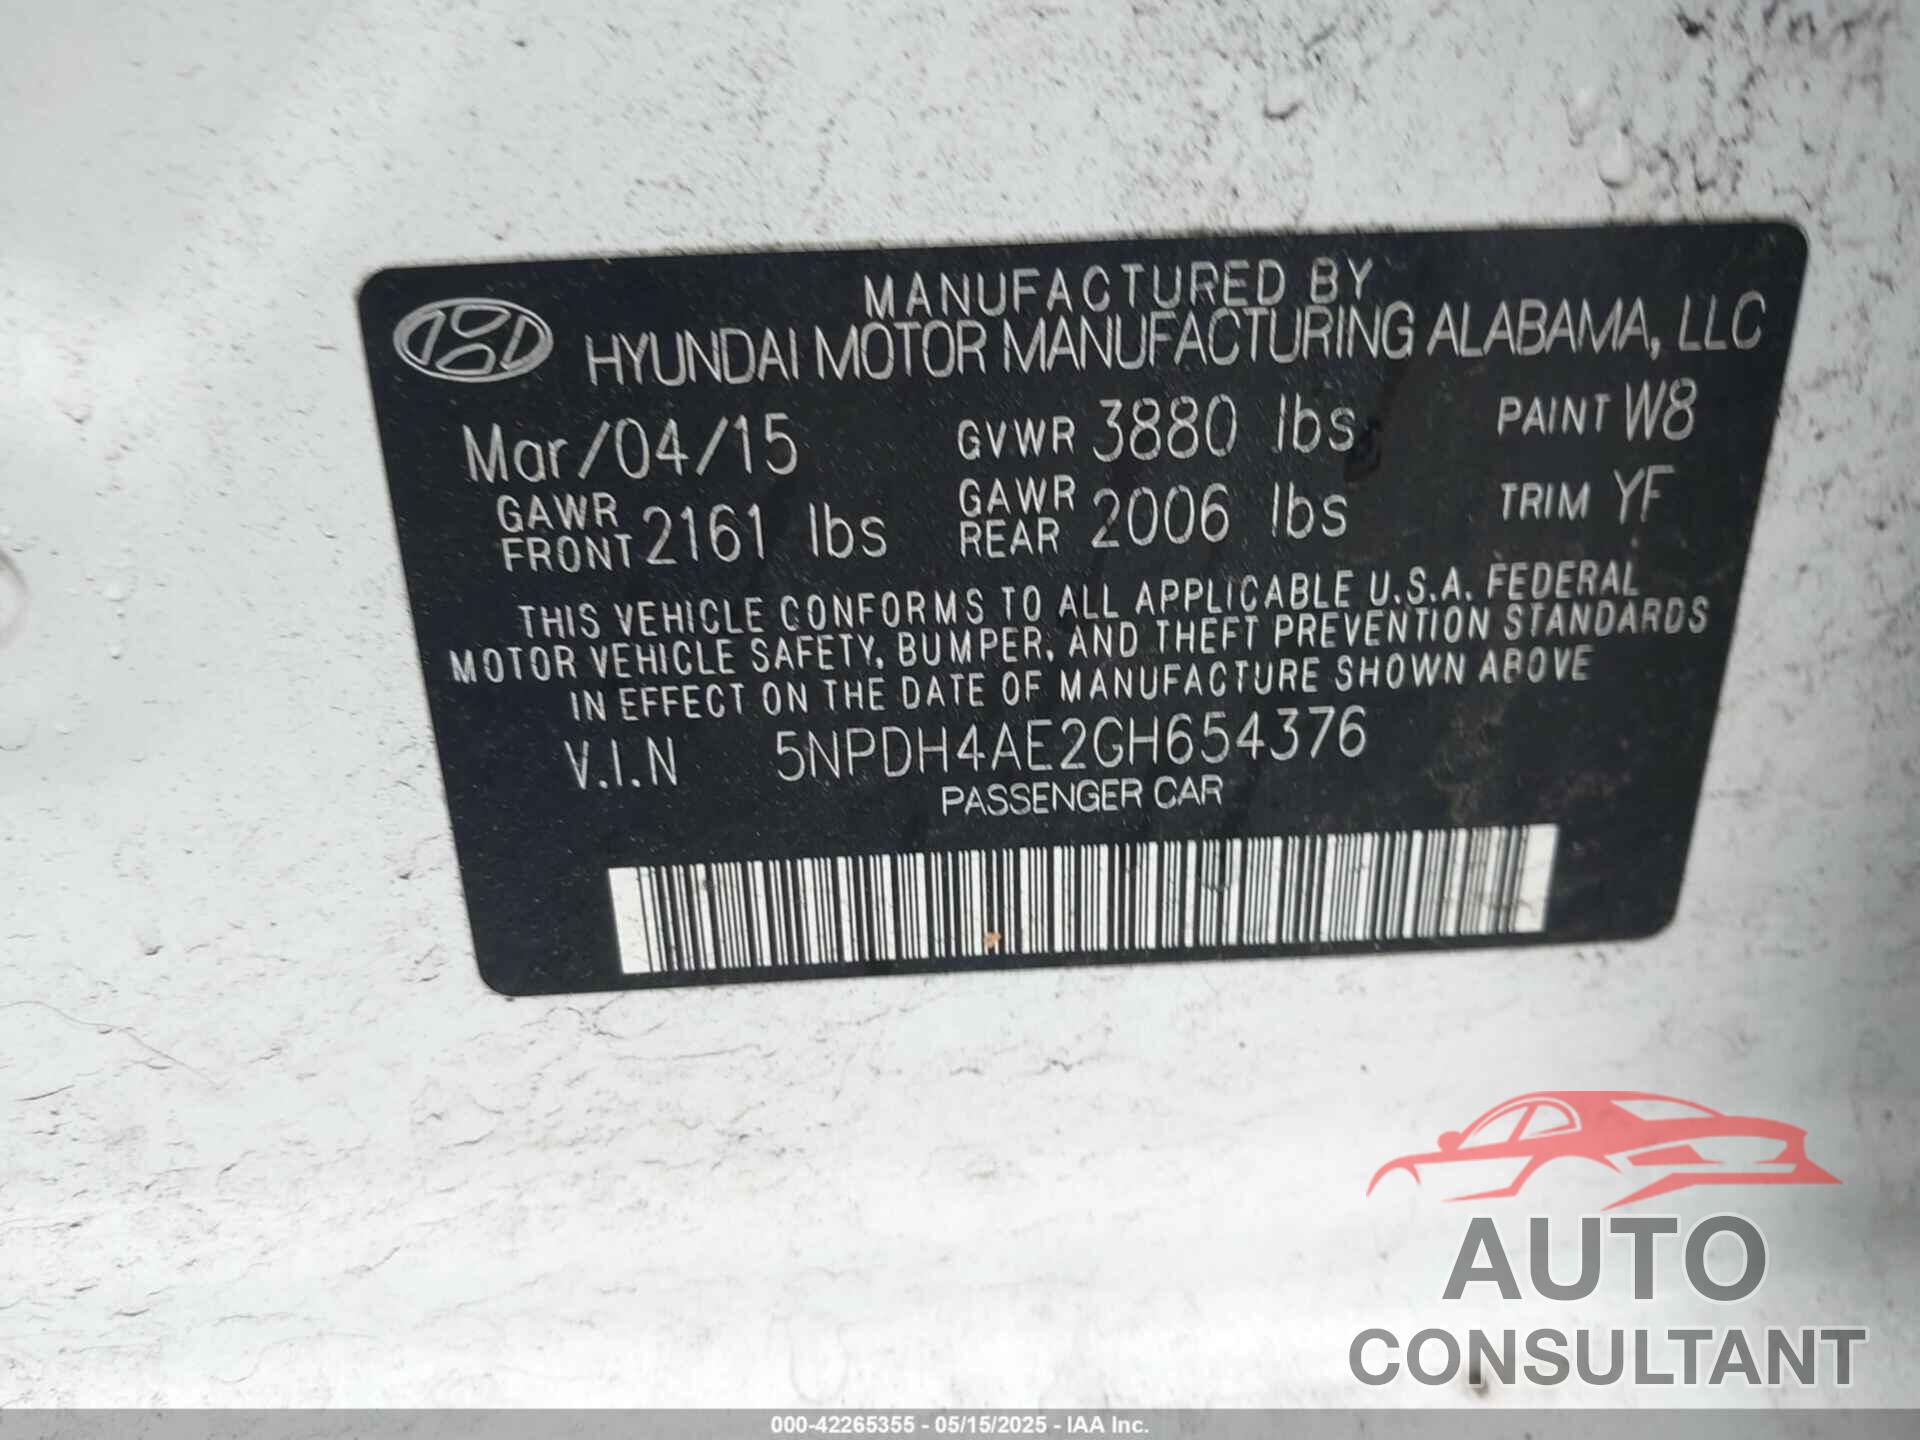 MANUFACTURED BY
HYUNDAI MOTOR MANUFACTURING ALABAMA, LLC
Mar/04/15 GVWR 3880 lbs PAINT W8
GAWR FRONT 2161 lbs GAWR REAR 2006 lbs TRIM YF
THIS VEHICLE CONFORMS TO ALL APPLICABLE U.S.A. FEDERAL
MOTOR VEHICLE SAFETY, BUMPER, AND THEFT PREVENTION STANDARDS
IN EFFECT ON THE DATE OF MANUFACTURE SHOWN ABOVE
V.I.N 5NPDH4AE2GH654376
PASSENGER CAR
AUTO
CONSULTANT
000-42265355 - 05/15/2025 - IAA Inc.